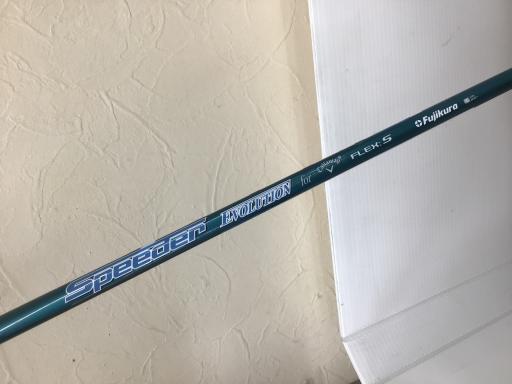 Speeder EVOLUTION for Callaway FLEX: S Fujikura